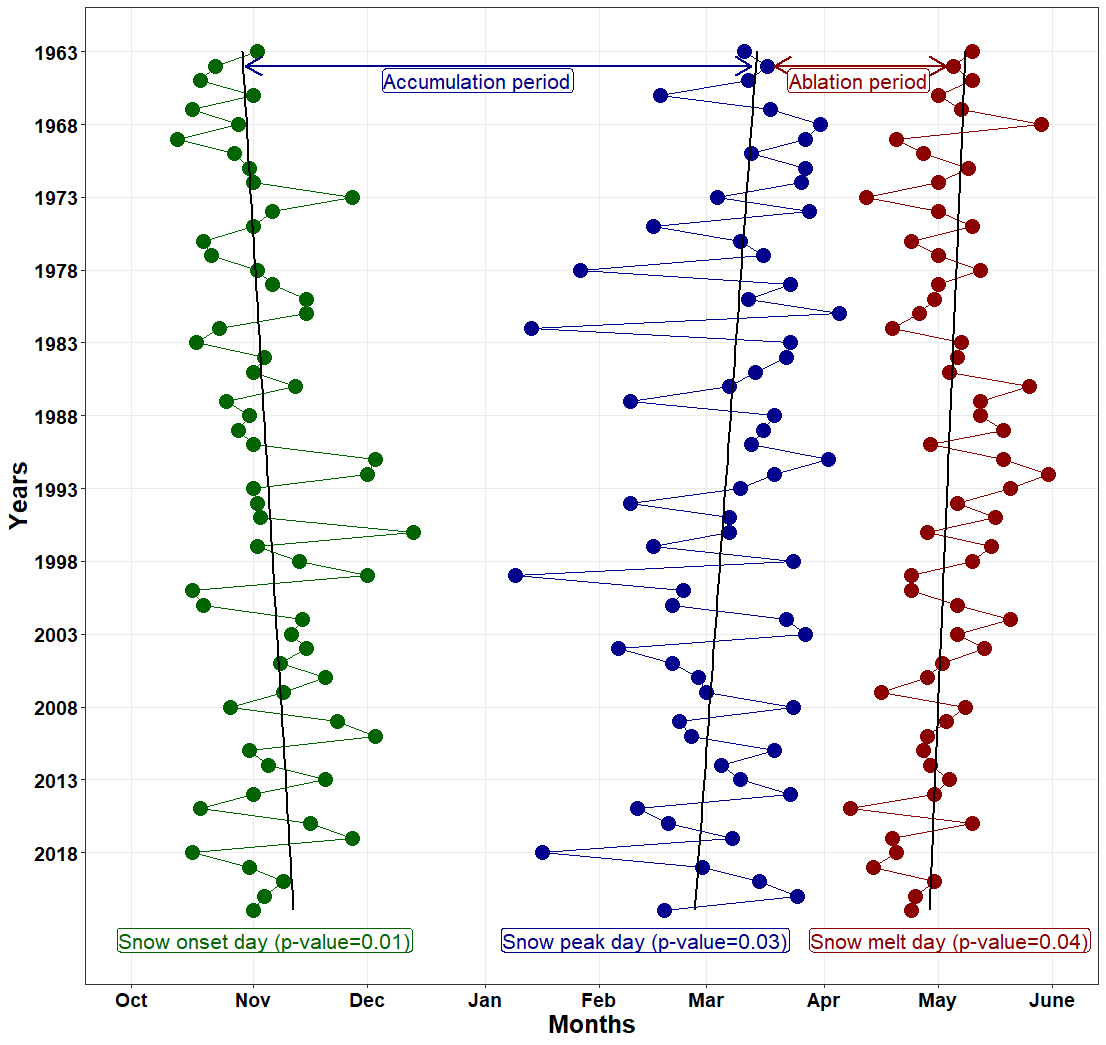 1963
Accumulation period
Ablation period
1968
1973
1978
1983
1988
1993
Years
1998
2003
2008
2013
2018
Snow onset day (p-value=0.01)
Snow peak day (p-value=0.03)
Snow melt day (p-value=0.04)
Oct Nov Dec Jan Feb Mar Apr May June
Months